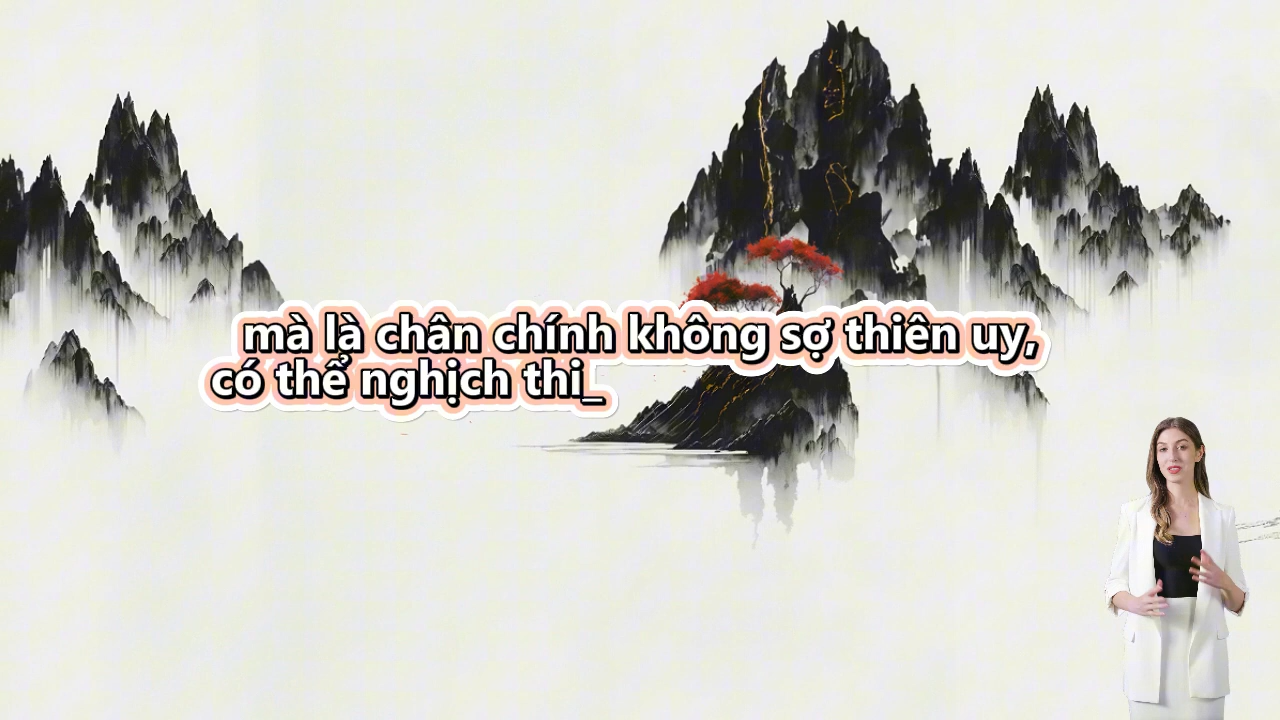 mà là chân chính không sợ thiên uy,
có thể nghịch thi_